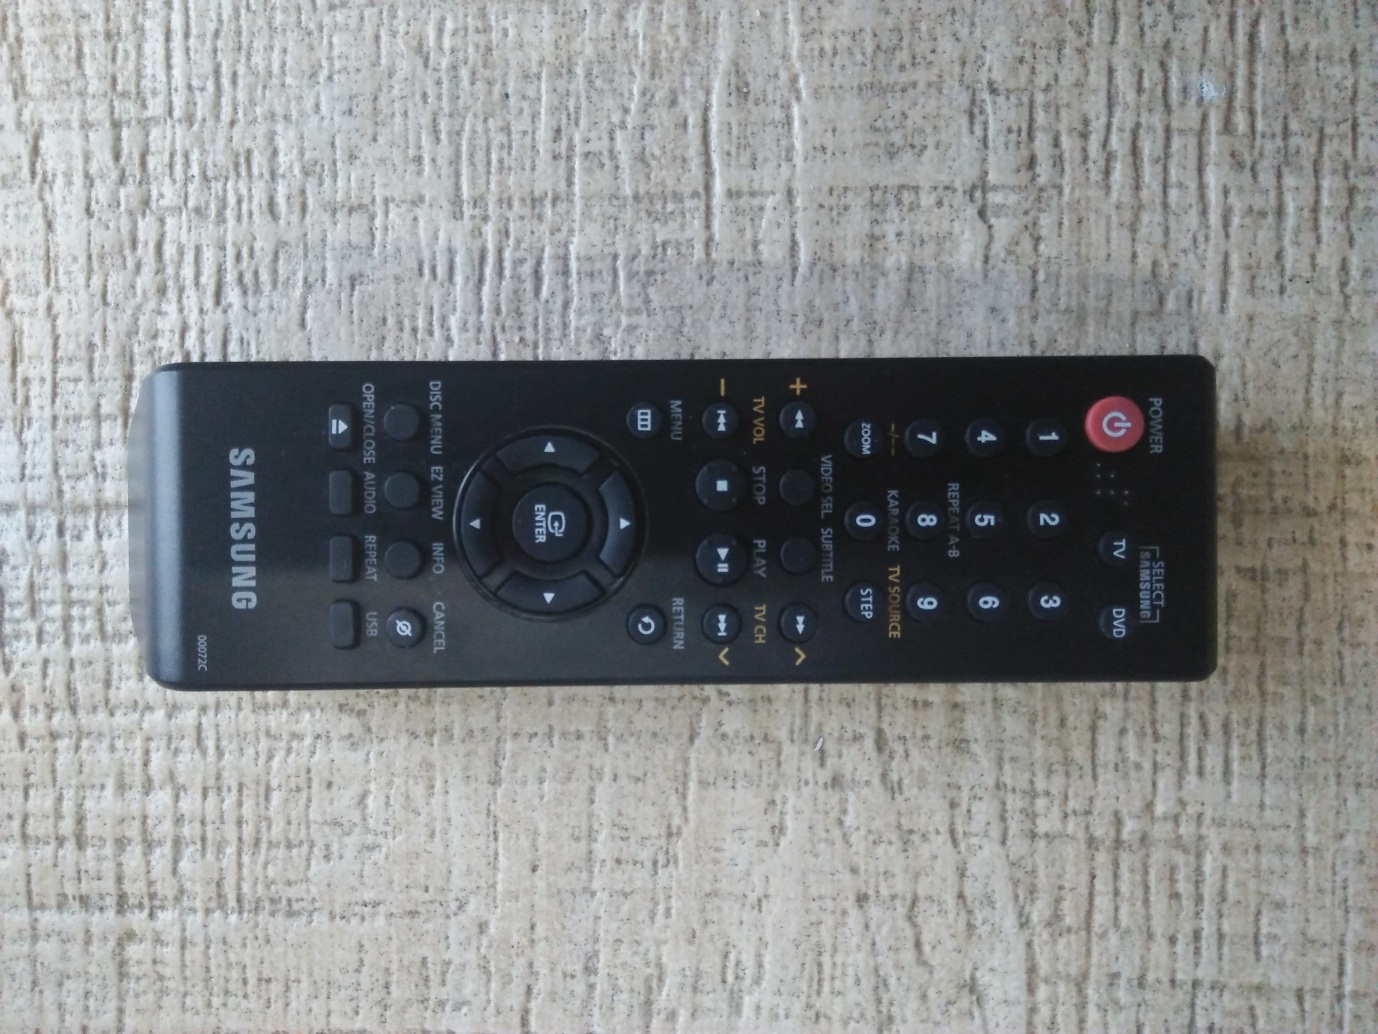 POWER
SELECT
SAMSUNG
TV DVD
1 2 3
4 5 6
REPEAT A-B
7 8 9
-/-- KARAOKE TV SOURCE
ZOOM 0 STEP
VIDEO SEL SUBTITLE
+
TV VOL STOP PLAY TV CH
−
MENU RETURN
ENTER
DISC MENU EZ VIEW INFO CANCEL
OPEN/CLOSE AUDIO REPEAT USB
SAMSUNG
00072C